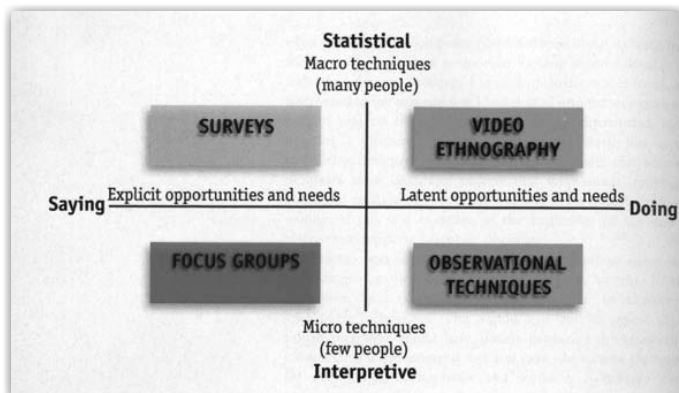 Statistical
Macro techniques
(many people)
SURVEYS
VIDEO
ETHNOGRAPHY
Saying
Explicit opportunities and needs
Latent opportunities and needs
Doing
FOCUS GROUPS
OBSERVATIONAL
TECHNIQUES
Micro techniques
(few people)
Interpretive